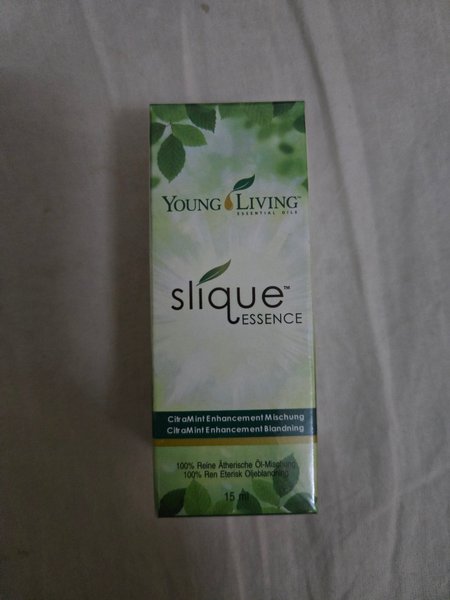 YOUNG LIVING™
ESSENTIAL OILS
slique™
ESSENCE
CitraMint Enhancement Mischung
CitraMint Enhancement Blandning
100% Reine Ätherische Öl-Mischung
100% Ren Eterisk Oljeblandning
15 ml